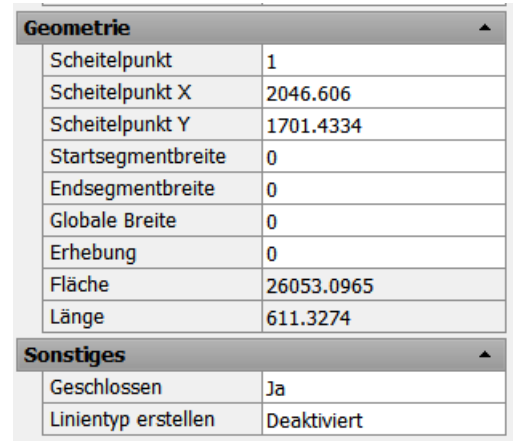 Geometrie
Scheitelpunkt 1
Scheitelpunkt X 2046.606
Scheitelpunkt Y 1701.4334
Startsegmentbreite 0
Endsegmentbreite 0
Globale Breite 0
Erhebung 0
Fläche 26053.0965
Länge 611.3274
Sonstiges
Geschlossen Ja
Linientyp erstellen Deaktiviert